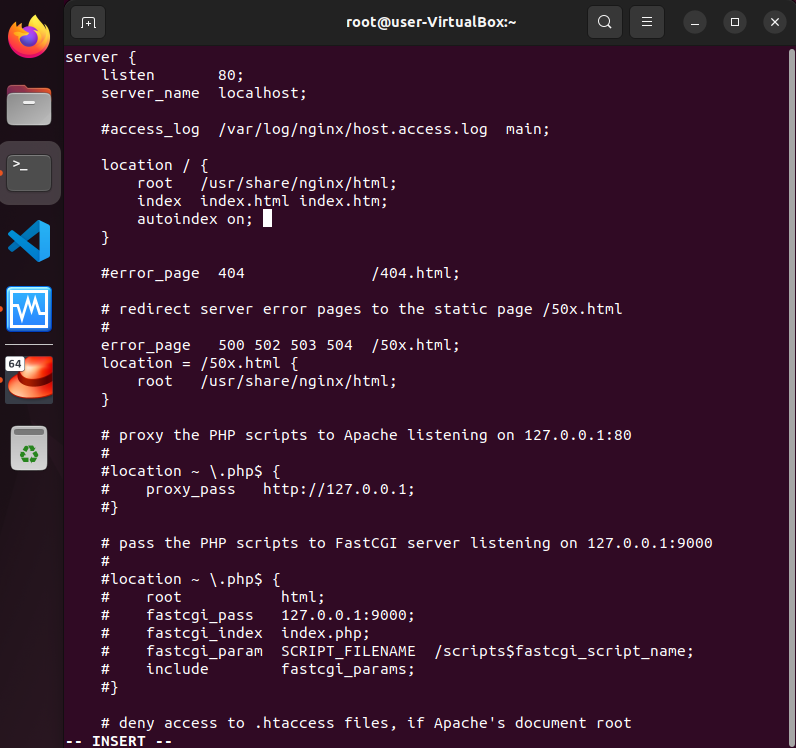 root@user-VirtualBox:~
server {
    listen       80;
    server_name  localhost;

    #access_log  /var/log/nginx/host.access.log  main;

    location / {
        root   /usr/share/nginx/html;
        index  index.html index.htm;
        autoindex on;
    }

    #error_page  404              /404.html;

    # redirect server error pages to the static page /50x.html
    #
    error_page   500 502 503 504  /50x.html;
    location = /50x.html {
        root   /usr/share/nginx/html;
    }

    # proxy the PHP scripts to Apache listening on 127.0.0.1:80
    #
    #location ~ \.php$ {
    #    proxy_pass   http://127.0.0.1;
    #}

    # pass the PHP scripts to FastCGI server listening on 127.0.0.1:9000
    #
    #location ~ \.php$ {
    #    root           html;
    #    fastcgi_pass   127.0.0.1:9000;
    #    fastcgi_index  index.php;
    #    fastcgi_param  SCRIPT_FILENAME  /scripts$fastcgi_script_name;
    #    include        fastcgi_params;
    #}

    # deny access to .htaccess files, if Apache's document root
-- INSERT --
>_
64